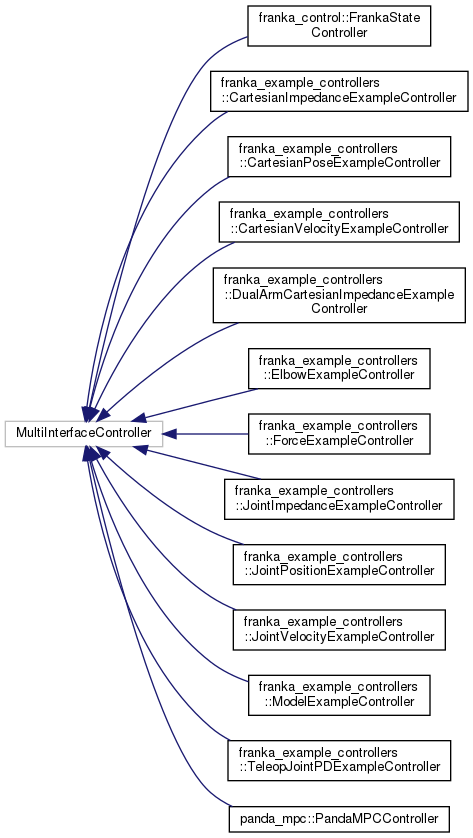 franka_control::FrankaState
Controller
franka_example_controllers
::CartesianImpedanceExampleController
franka_example_controllers
::CartesianPoseExampleController
franka_example_controllers
::CartesianVelocityExampleController
franka_example_controllers
::DualArmCartesianImpedanceExample
Controller
franka_example_controllers
::ElbowExampleController
MultiInterfaceController
franka_example_controllers
::ForceExampleController
franka_example_controllers
::JointImpedanceExampleController
franka_example_controllers
::JointPositionExampleController
franka_example_controllers
::JointVelocityExampleController
franka_example_controllers
::ModelExampleController
franka_example_controllers
::TeleopJointPDExampleController
panda_mpc::PandaMPCController